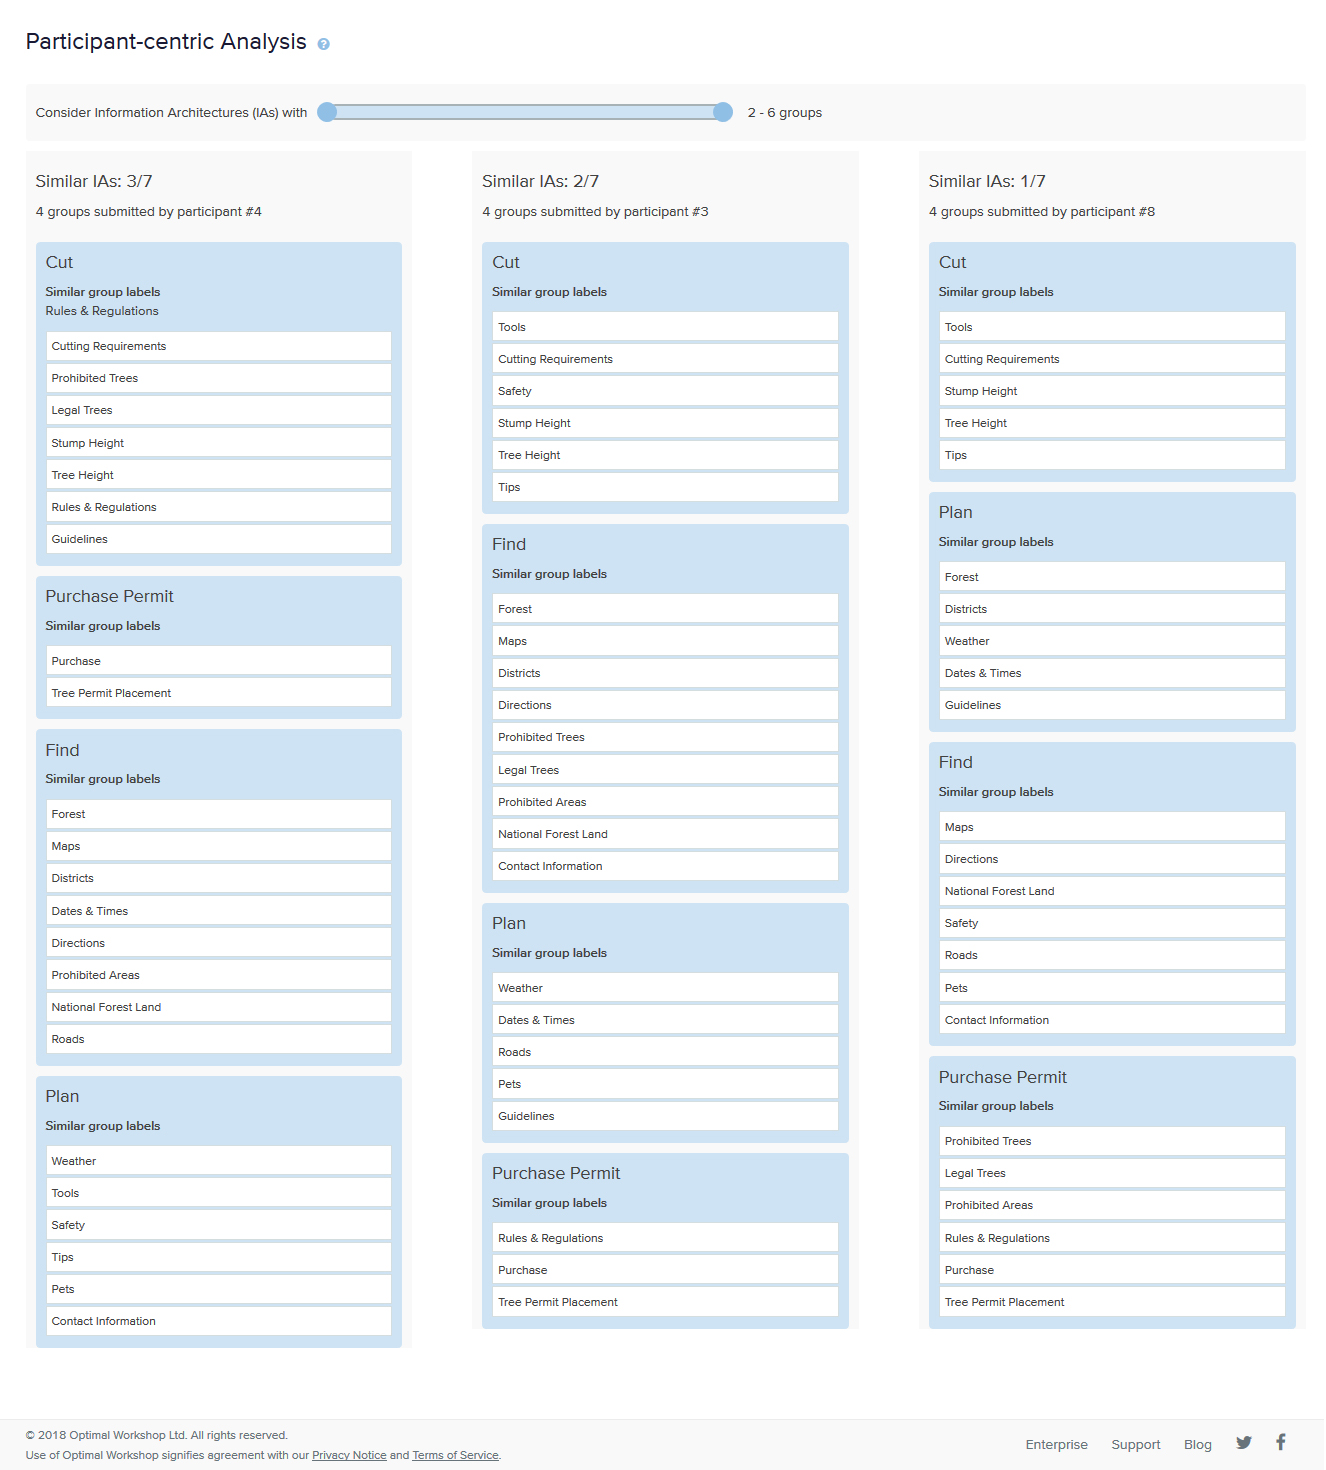 Participant-centric Analysis ?
Consider Information Architectures (IAs) with 2 - 6 groups
Similar IAs: 3/7
4 groups submitted by participant #4
Cut
Similar group labels
Rules & Regulations
Cutting Requirements
Prohibited Trees
Legal Trees
Stump Height
Tree Height
Rules & Regulations
Guidelines
Purchase Permit
Similar group labels
Purchase
Tree Permit Placement
Find
Similar group labels
Forest
Maps
Districts
Dates & Times
Directions
Prohibited Areas
National Forest Land
Roads
Plan
Similar group labels
Weather
Tools
Safety
Tips
Pets
Contact Information
Similar IAs: 2/7
4 groups submitted by participant #3
Cut
Similar group labels
Tools
Cutting Requirements
Safety
Stump Height
Tree Height
Tips
Find
Similar group labels
Forest
Maps
Districts
Directions
Prohibited Trees
Legal Trees
Prohibited Areas
National Forest Land
Contact Information
Plan
Similar group labels
Weather
Dates & Times
Roads
Pets
Guidelines
Purchase Permit
Similar group labels
Rules & Regulations
Purchase
Tree Permit Placement
Similar IAs: 1/7
4 groups submitted by participant #8
Cut
Similar group labels
Tools
Cutting Requirements
Stump Height
Tree Height
Tips
Plan
Similar group labels
Forest
Districts
Weather
Dates & Times
Guidelines
Find
Similar group labels
Maps
Directions
National Forest Land
Safety
Roads
Pets
Contact Information
Purchase Permit
Similar group labels
Prohibited Trees
Legal Trees
Prohibited Areas
Rules & Regulations
Purchase
Tree Permit Placement
© 2018 Optimal Workshop Ltd. All rights reserved.
Use of Optimal Workshop signifies agreement with our Privacy Notice and Terms of Service.
Enterprise Support Blog